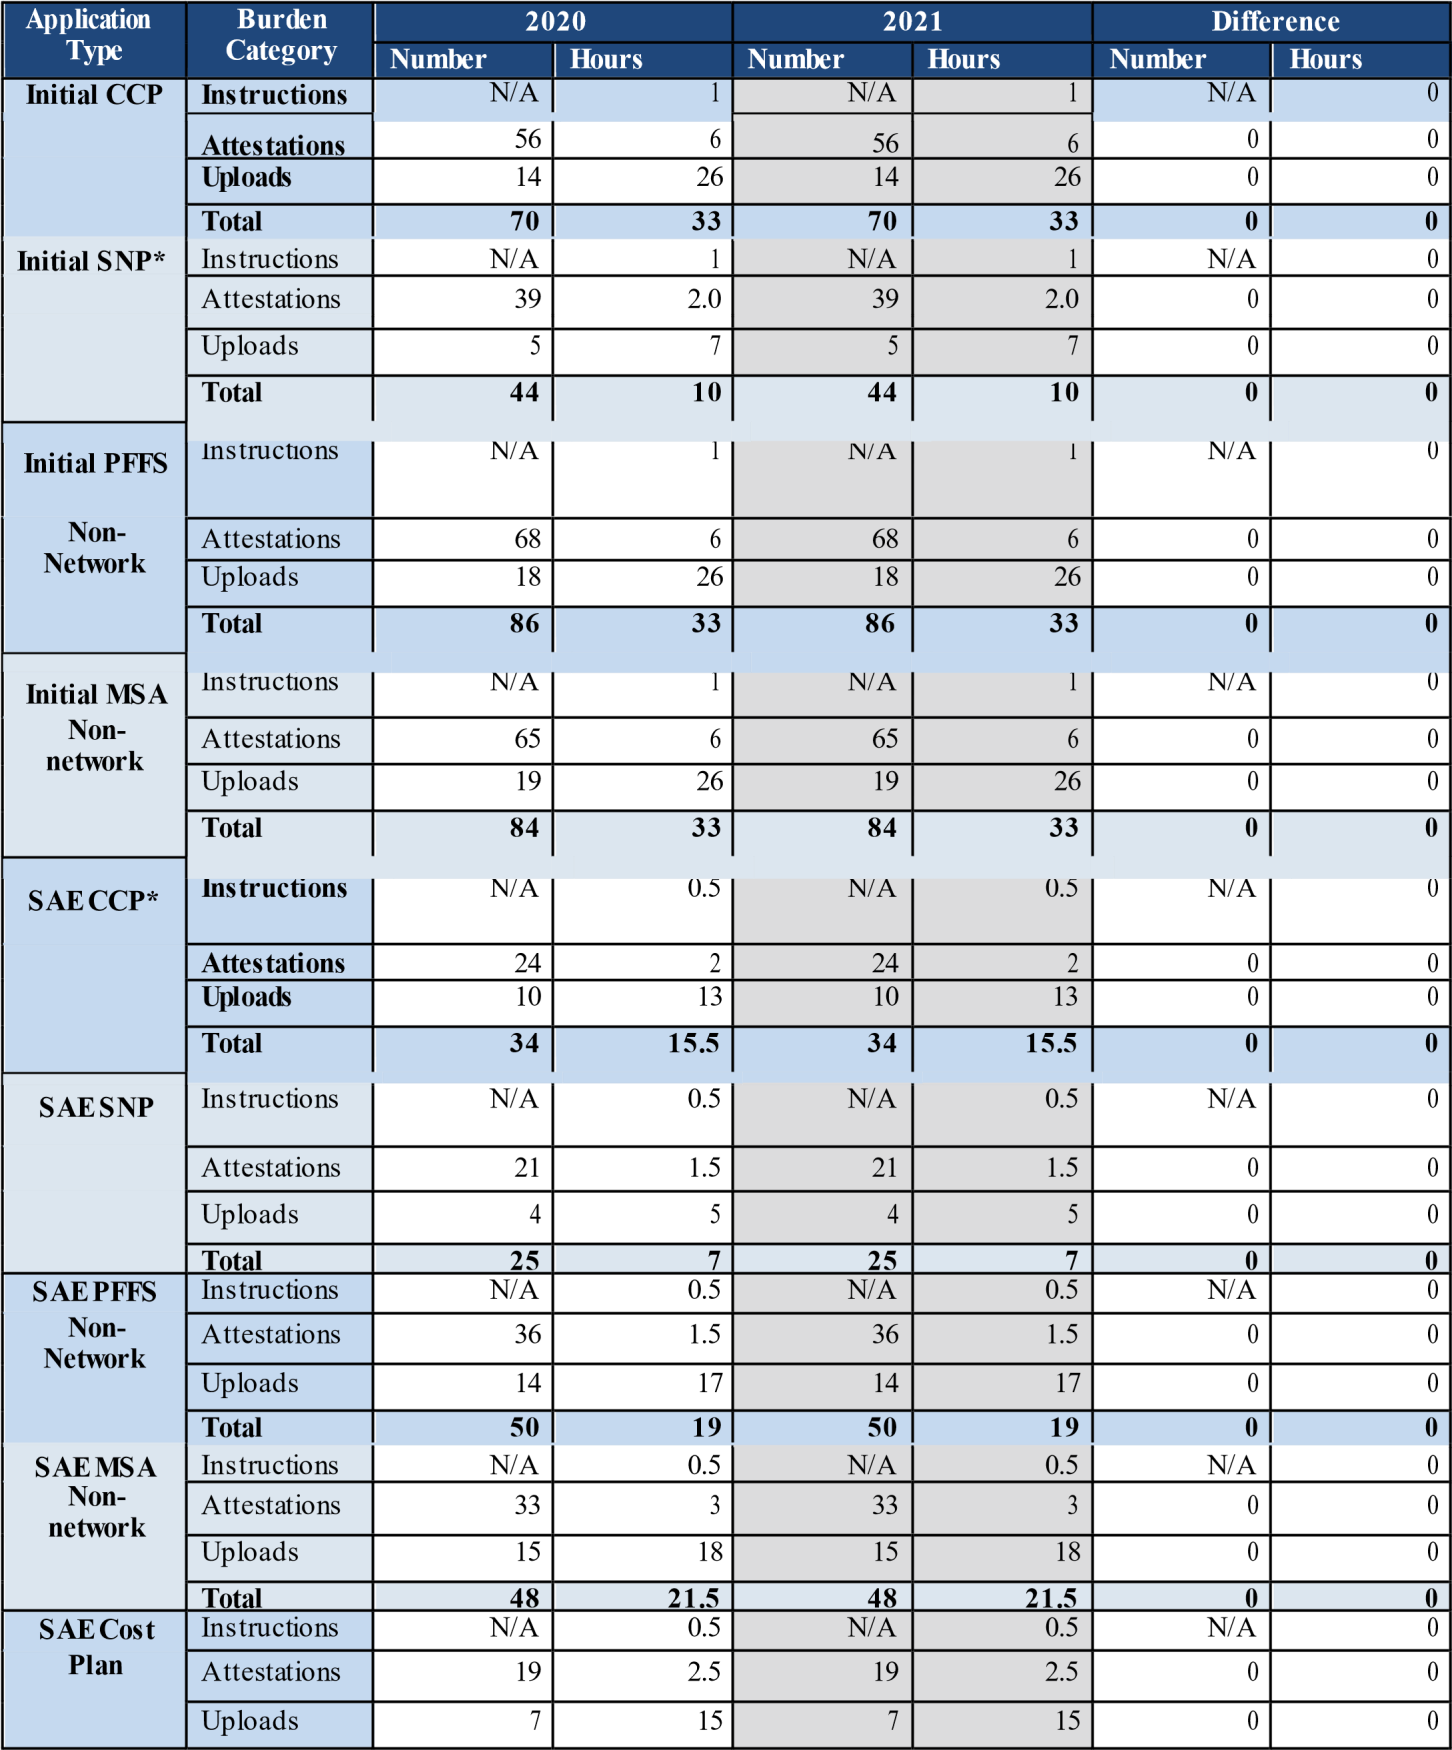 Application Type Burden Category 2020 2021 Difference
Number Hours Number Hours Number Hours
Initial CCP Instructions N/A 1 N/A 1 N/A 0
Attestations 56 6 56 6 0 0
Uploads 14 26 14 26 0 0
Total 70 33 70 33 0 0
Initial SNP* Instructions N/A 1 N/A 1 N/A 0
Attestations 39 2.0 39 2.0 0 0
Uploads 5 7 5 7 0 0
Total 44 10 44 10 0 0
Initial PFFS Instructions N/A 1 N/A 1 N/A 0
Non-Network Attestations 68 6 68 6 0 0
Uploads 18 26 18 26 0 0
Total 86 33 86 33 0 0
Initial MSA Instructions N/A 1 N/A 1 N/A 0
Non-network Attestations 65 6 65 6 0 0
Uploads 19 26 19 26 0 0
Total 84 33 84 33 0 0
SAE CCP* Instructions N/A 0.5 N/A 0.5 N/A 0
Attestations 24 2 24 2 0 0
Uploads 10 13 10 13 0 0
Total 34 15.5 34 15.5 0 0
SAE SNP Instructions N/A 0.5 N/A 0.5 N/A 0
Attestations 21 1.5 21 1.5 0 0
Uploads 4 5 4 5 0 0
Total 25 7 25 7 0 0
SAE PFFS Instructions N/A 0.5 N/A 0.5 N/A 0
Non-Network Attestations 36 1.5 36 1.5 0 0
Uploads 14 17 14 17 0 0
Total 50 19 50 19 0 0
SAE MSA Instructions N/A 0.5 N/A 0.5 N/A 0
Non-network Attestations 33 3 33 3 0 0
Uploads 15 18 15 18 0 0
Total 48 21.5 48 21.5 0 0
SAE Cost Instructions N/A 0.5 N/A 0.5 N/A 0
Plan Attestations 19 2.5 19 2.5 0 0
Uploads 7 15 7 15 0 0